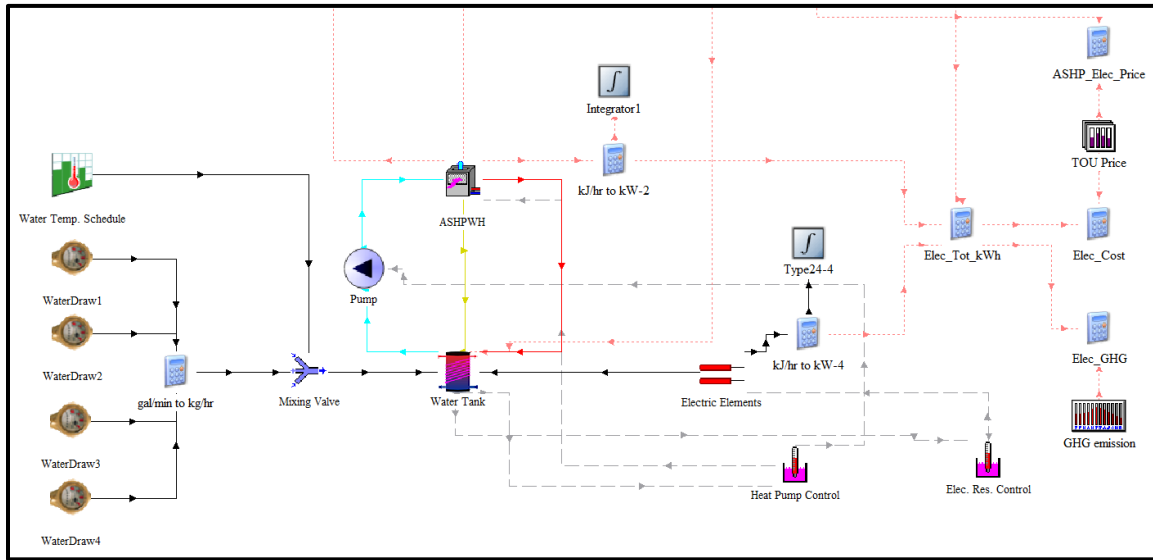 ASHP_Elec_Price
Integrator1
TOU Price
kJ/hr to kW-2
Water Temp. Schedule
ASHPWH
Type24-4
Elec_Tot_kWh
Elec_Cost
WaterDraw1
Pump
WaterDraw2
kJ/hr to kW-4
Elec_GHG
gal/min to kg/hr
Mixing Valve
Water Tank
Electric Elements
WaterDraw3
GHG emission
Heat Pump Control
Elec. Res. Control
WaterDraw4